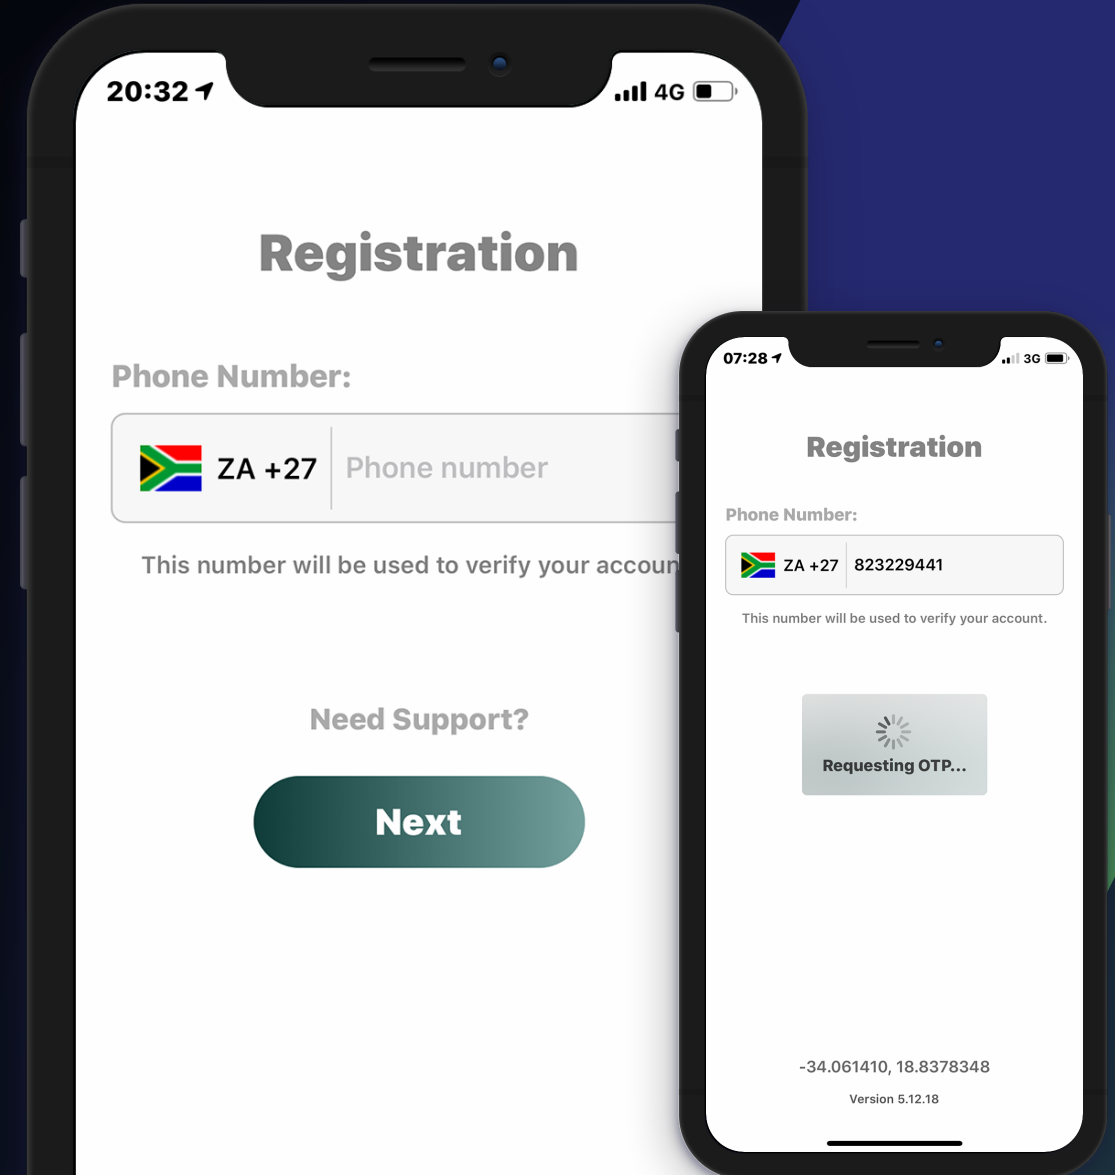 20:32
4G
Registration
Phone Number:
ZA +27
Phone number
This number will be used to verify your accoun
Need Support?
Next
07:28
3G
Registration
Phone Number:
ZA +27
823229441
This number will be used to verify your account.
Requesting OTP...
-34.061410, 18.8378348
Version 5.12.18